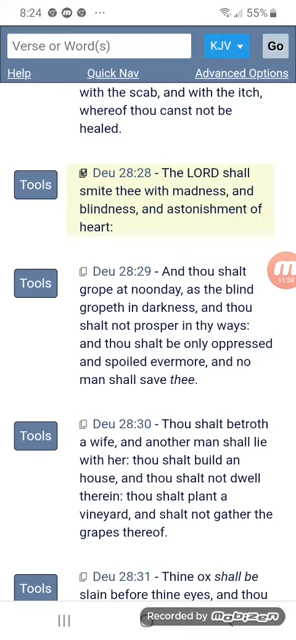 8:24
55%
Verse or Word(s)
KJV
Go
Help
Quick Nav
Advanced Options
with the scab, and with the itch,
whereof thou canst not be
healed.
Tools
Deu 28:28 - The LORD shall
smite thee with madness, and
blindness, and astonishment of
heart:
Tools
Deu 28:29 - And thou shalt
grope at noonday, as the blind
gropeth in darkness, and thou
shalt not prosper in thy ways:
and thou shalt be only oppressed
and spoiled evermore, and no
man shall save thee.
11:38
Tools
Deu 28:30 - Thou shalt betroth
a wife, and another man shall lie
with her: thou shalt build an
house, and thou shalt not dwell
therein: thou shalt plant a
vineyard, and shalt not gather the
grapes thereof.
Tools
Deu 28:31 - Thine ox shall be
slain before thine eyes, and thou
Recorded by mobizen